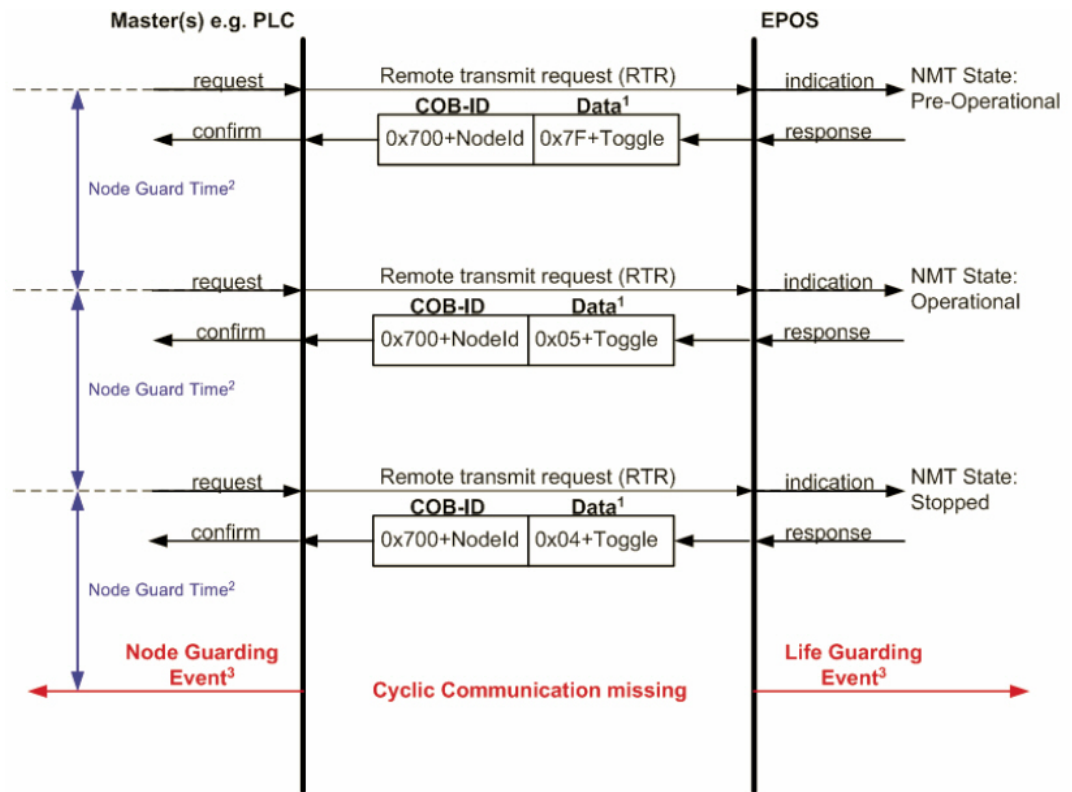 Master(s) e.g. PLC
EPOS
request
Remote transmit request (RTR)
indication
NMT State:
Pre-Operational
COB-ID
Data¹
confirm
0x700+NodeId
0x7F+Toggle
response
Node Guard Time²
request
Remote transmit request (RTR)
indication
NMT State:
Operational
COB-ID
Data¹
confirm
0x700+NodeId
0x05+Toggle
response
Node Guard Time²
request
Remote transmit request (RTR)
indication
NMT State:
Stopped
COB-ID
Data¹
confirm
0x700+NodeId
0x04+Toggle
response
Node Guard Time²
Node Guarding
Event³
Cyclic Communication missing
Life Guarding
Event³